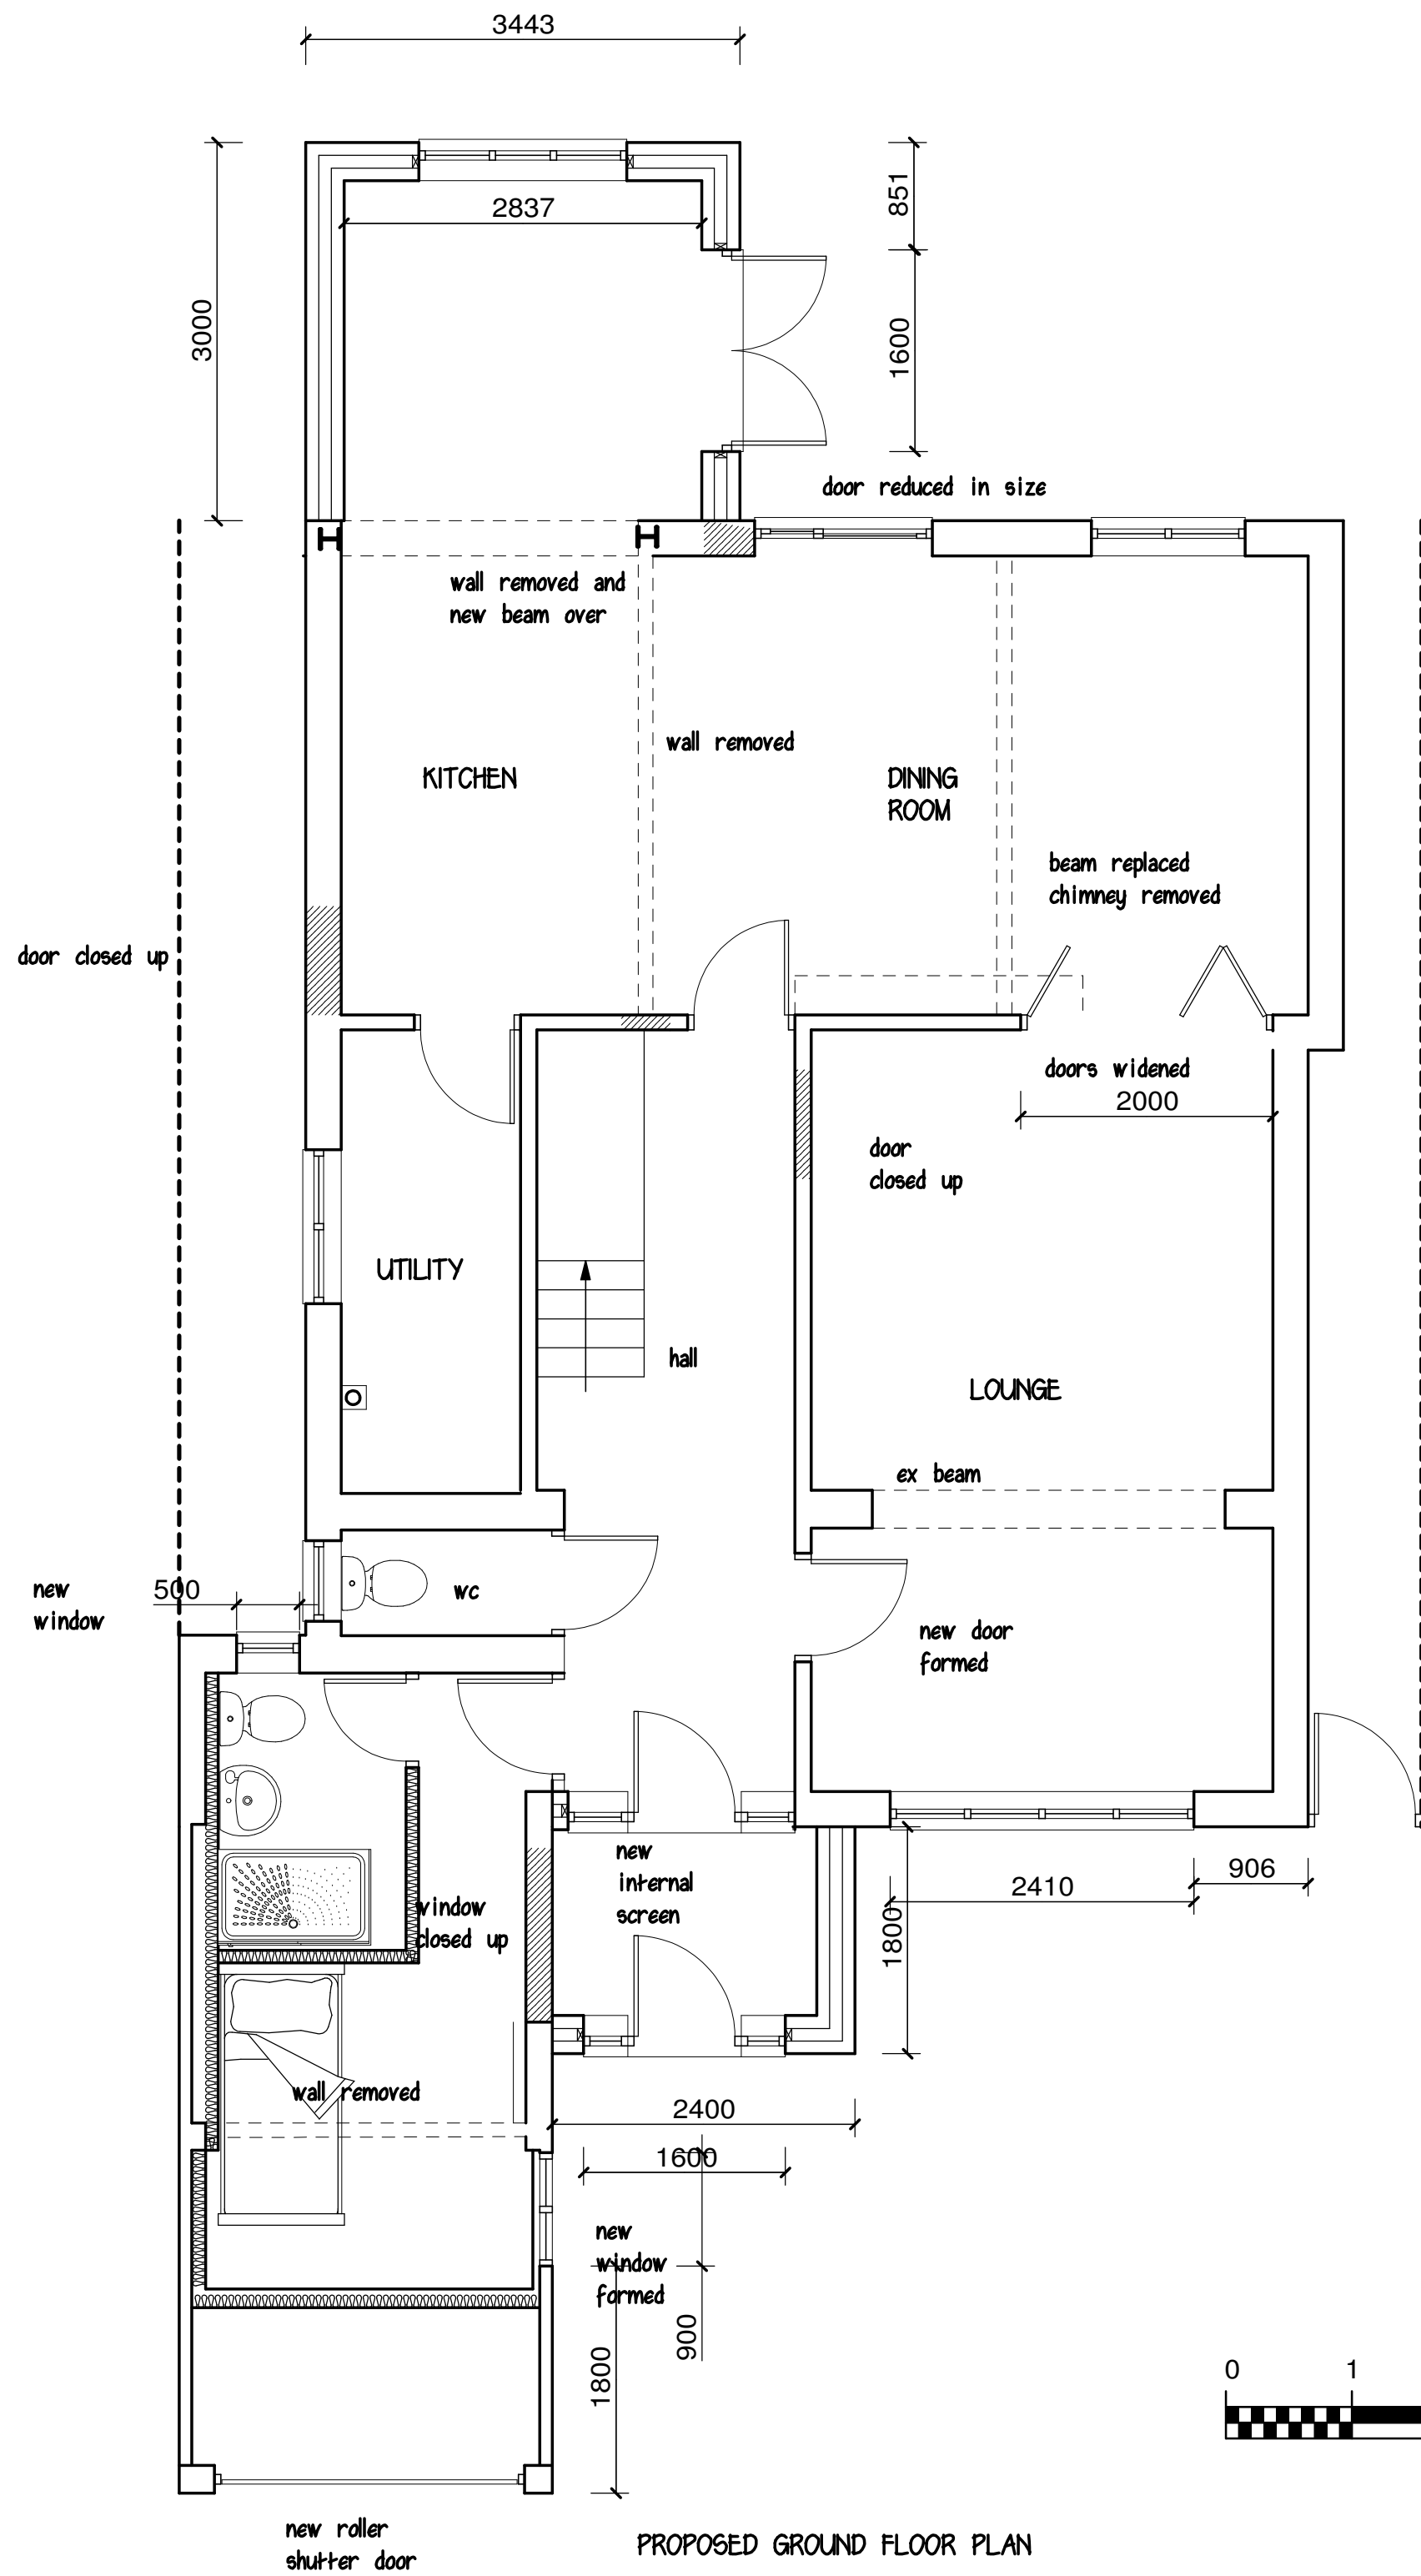 3443
2837
851
3000
1600
door reduced in size
wall removed and
new beam over
wall removed
KITCHEN
DINING
ROOM
beam replaced
chimney removed
door closed up
doors widened
2000
door
closed up
UTILITY
hall
LOUNGE
ex beam
new
window
500
wc
new door
formed
new
internal
screen
window
closed up
906
2410
1800
wall removed
2400
1600
new
window
formed
900
1800
0 1
new roller
shutter door
PROPOSED GROUND FLOOR PLAN